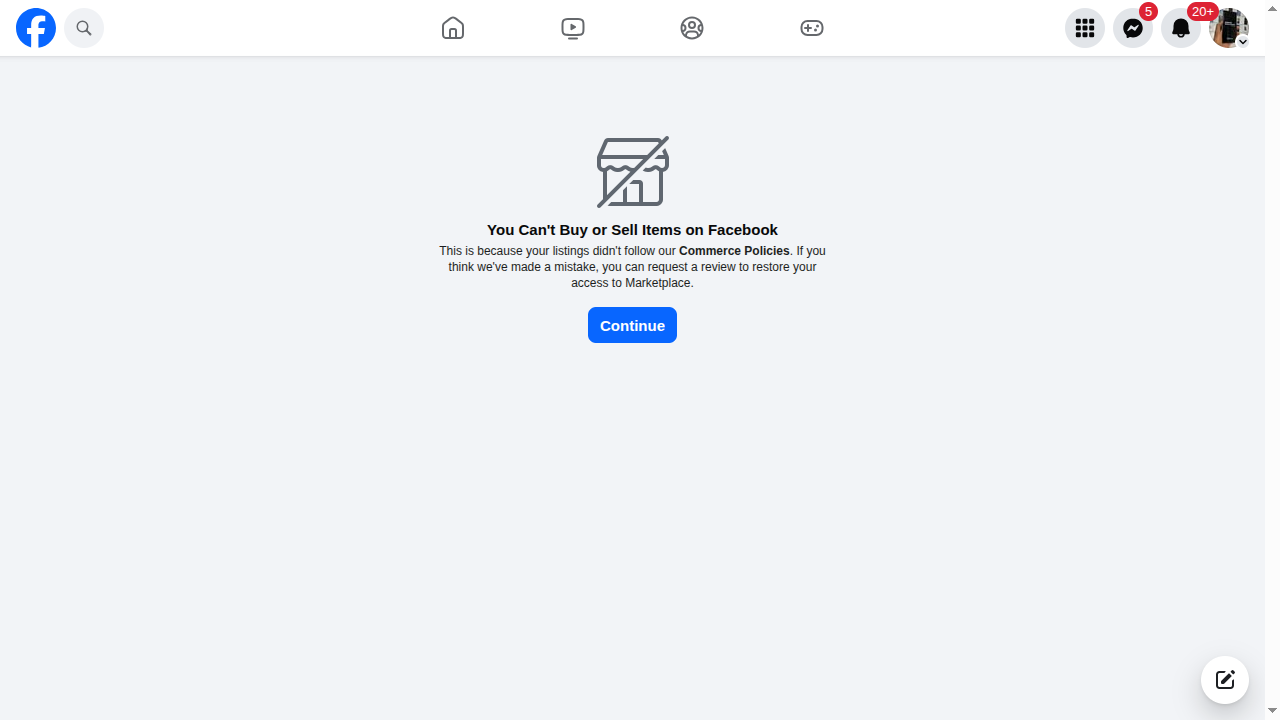 5
20+
You Can't Buy or Sell Items on Facebook
This is because your listings didn't follow our Commerce Policies. If you
think we've made a mistake, you can request a review to restore your
access to Marketplace.
Continue